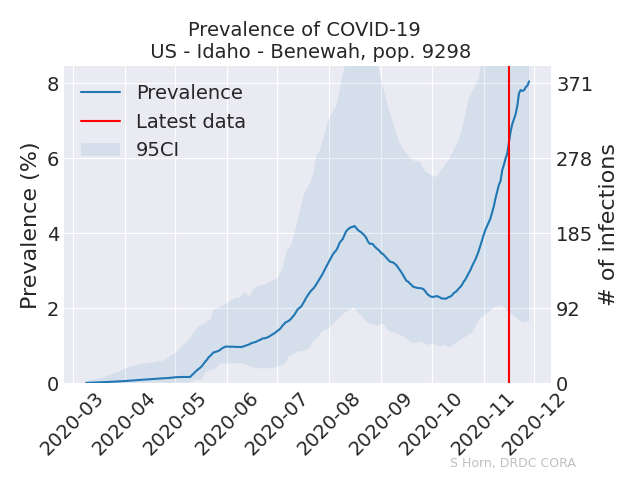 Prevalence of COVID-19
US - Idaho - Benewah, pop. 9298
Prevalence
Latest data
95CI
Prevalence (%)
8
6
4
2
0
371
278
185
92
0
# of infections
2020-03
2020-04
2020-05
2020-06
2020-07
2020-08
2020-09
2020-10
2020-11
2020-12
S Horn, DRDC CORA